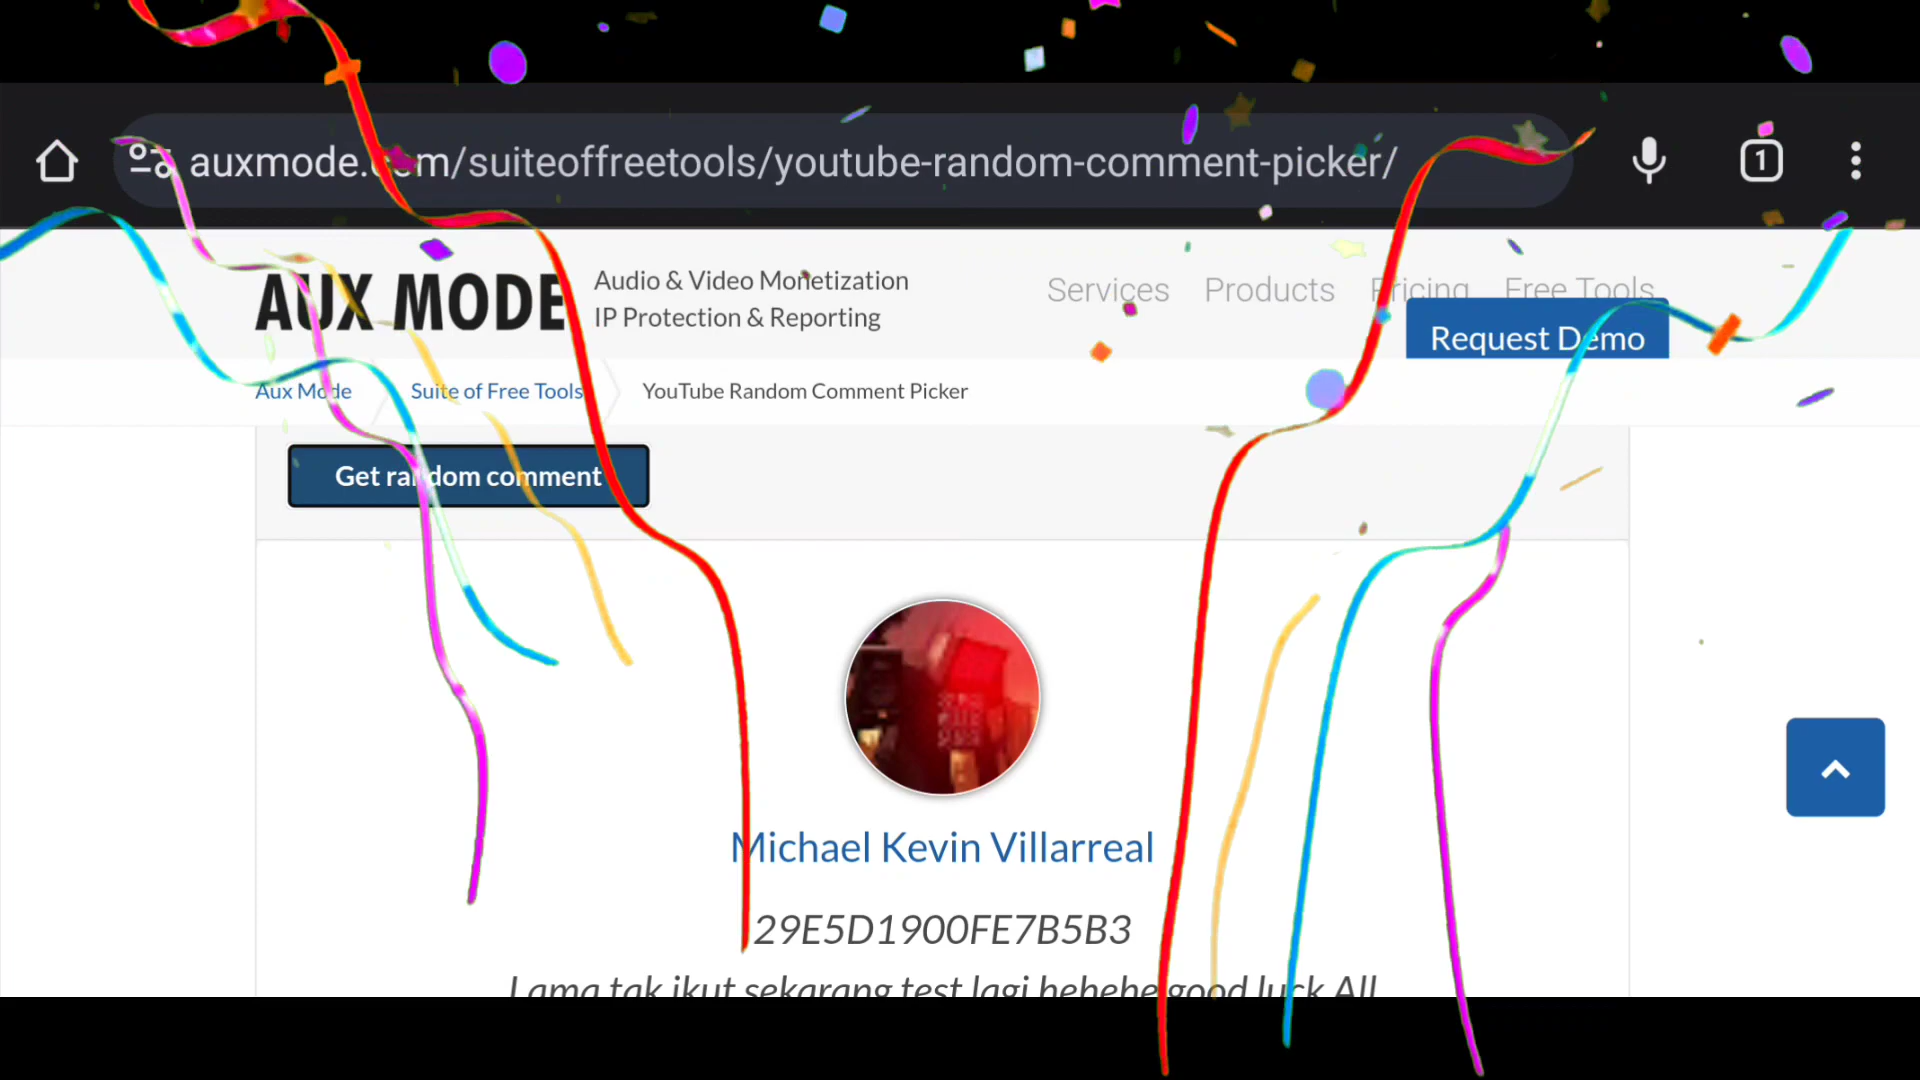 auxmode.com/suiteoffreetools/youtube-random-comment-picker/
1
AUX MODE
Audio & Video Monetization
IP Protection & Reporting
Services Products Pricing Free Tools
Request Demo
Aux Mode Suite of Free Tools YouTube Random Comment Picker
Get random comment
Michael Kevin Villarreal
29E5D1900FE7B5B3
Lama tak ikut sekarang test lagi hehehe good luck All